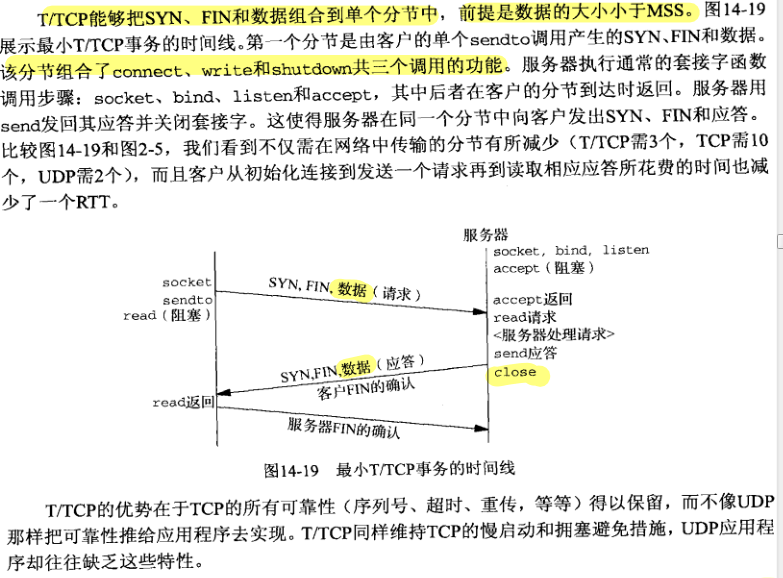 T/TCP能够把SYN、FIN和数据组合到单个分节中，前提是数据的大小小于MSS。图14-19
展示最小T/TCP事务的时间线。第一个分节是由客户的单个sendto调用产生的SYN、FIN和数据。
该分节组合了connect、write和shutdown共三个调用的功能。服务器执行通常的套接字函数
调用步骤：socket、bind、listen和accept，其中后者在客户的分节到达时返回。服务器用
send发回其应答并关闭套接字。这使得服务器在同一个分节中向客户发出SYN、FIN和应答。
比较图14-19和图2-5，我们看到不仅需在网络中传输的分节有所减少（T/TCP需3个，TCP需10
个，UDP需2个），而且客户从初始化连接到发送一个请求再到读取相应应答所花费的时间也减
少了一个RTT。
服务器
socket, bind, listen
accept（阻塞）
socket
sendto
read（阻塞）
SYN, FIN, 数据（请求）
accept返回
read请求
<服务器处理请求>
send应答
close
SYN,FIN,数据（应答）
客户FIN的确认
read返回
服务器FIN的确认
图14-19 最小T/TCP事务的时间线
T/TCP的优势在于TCP的所有可靠性（序列号、超时、重传，等等）得以保留，而不像UDP
那样把可靠性推给应用程序去实现。T/TCP同样维持TCP的慢启动和拥塞避免措施，UDP应用程
序却往往缺乏这些特性。